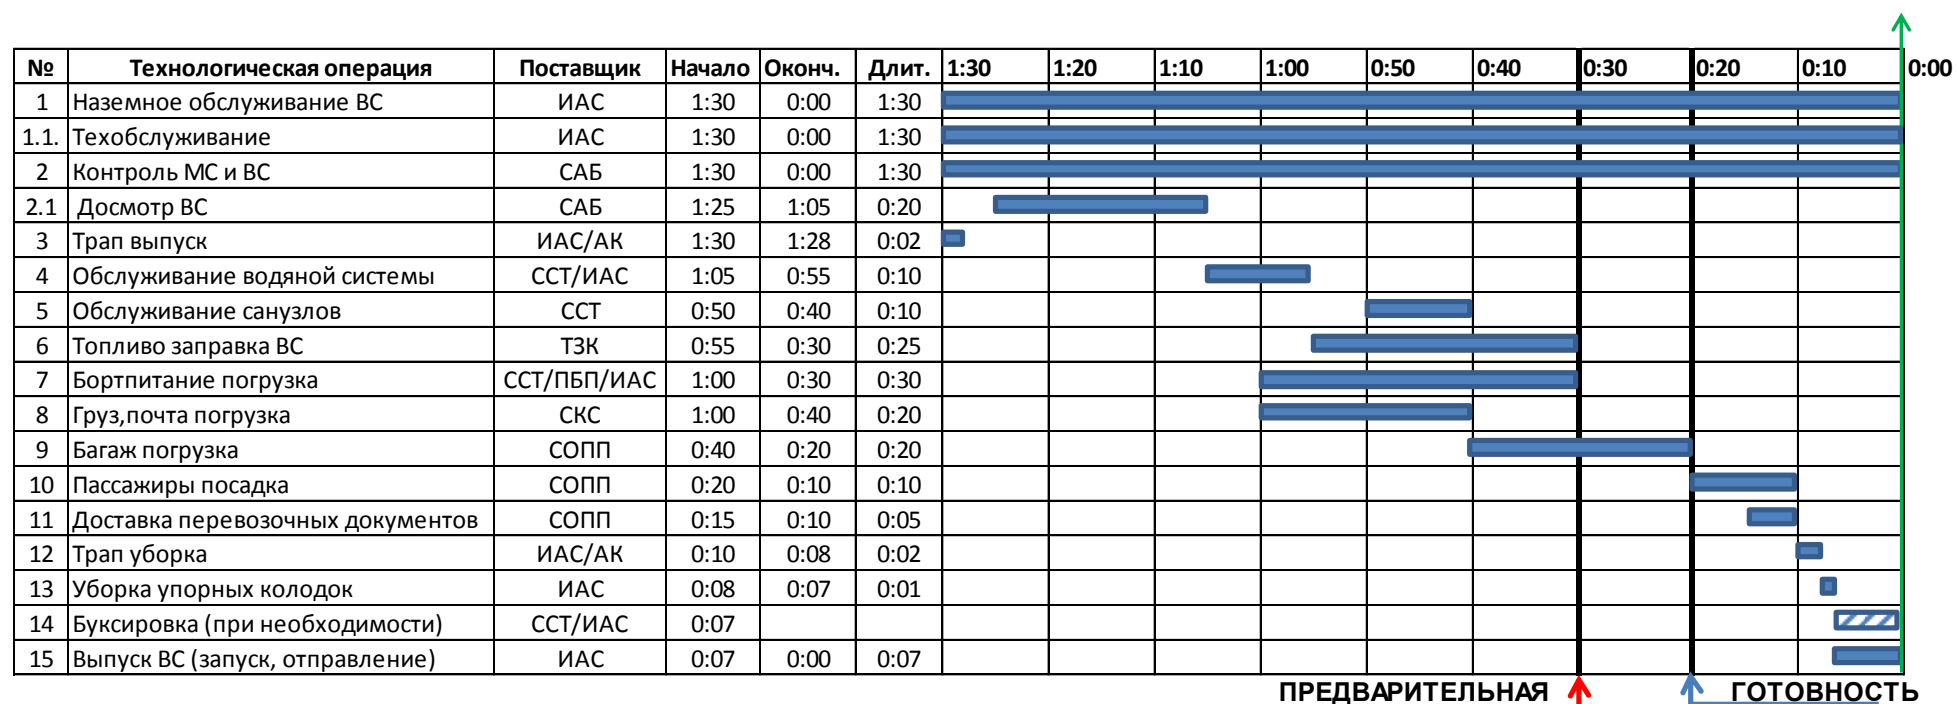 № Технологическая операция Поставщик Начало Оконч. Длит. 1:30 1:20 1:10 1:00 0:50 0:40 0:30 0:20 0:10 0:00
1 Наземное обслуживание ВС ИАС 1:30 0:00 1:30
1.1. Техобслуживание ИАС 1:30 0:00 1:30
2 Контроль МС и ВС САБ 1:30 0:00 1:30
2.1 Досмотр ВС САБ 1:25 1:05 0:20
3 Трап выпуск ИАС/АК 1:30 1:28 0:02
4 Обслуживание водяной системы ССТ/ИАС 1:05 0:55 0:10
5 Обслуживание санузлов ССТ 0:50 0:40 0:10
6 Топливо заправка ВС ТЗК 0:55 0:30 0:25
7 Бортпитание погрузка ССТ/ПБП/ИАС 1:00 0:30 0:30
8 Груз,почта погрузка СКС 1:00 0:40 0:20
9 Багаж погрузка СОПП 0:40 0:20 0:20
10 Пассажиры посадка СОПП 0:20 0:10 0:10
11 Доставка перевозочных документов СОПП 0:15 0:10 0:05
12 Трап уборка ИАС/АК 0:10 0:08 0:02
13 Уборка упорных колодок ИАС 0:08 0:07 0:01
14 Буксировка (при необходимости) ССТ/ИАС 0:07
15 Выпуск ВС (запуск, отправление) ИАС 0:07 0:00 0:07
ПРЕДВАРИТЕЛЬНАЯ ГОТОВНОСТЬ